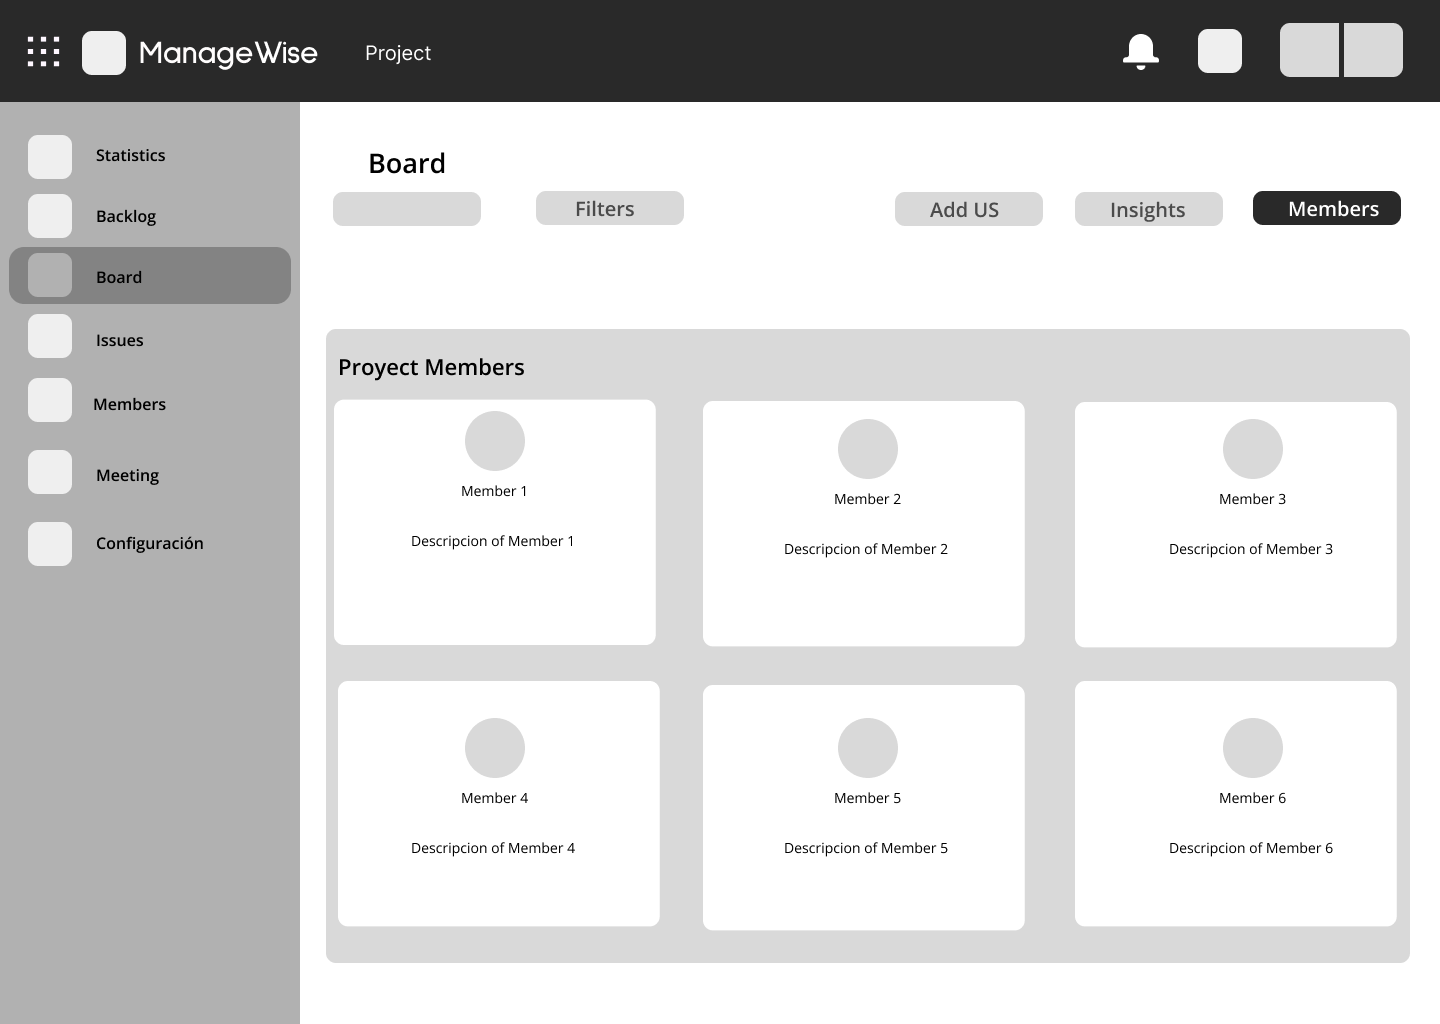 ManageWise
Project
Statistics
Backlog
Board
Issues
Members
Meeting
Configuración
Board
Filters
Add US
Insights
Members
Proyect Members
Member 1
Descripcion of Member 1
Member 2
Descripcion of Member 2
Member 3
Descripcion of Member 3
Member 4
Descripcion of Member 4
Member 5
Descripcion of Member 5
Member 6
Descripcion of Member 6